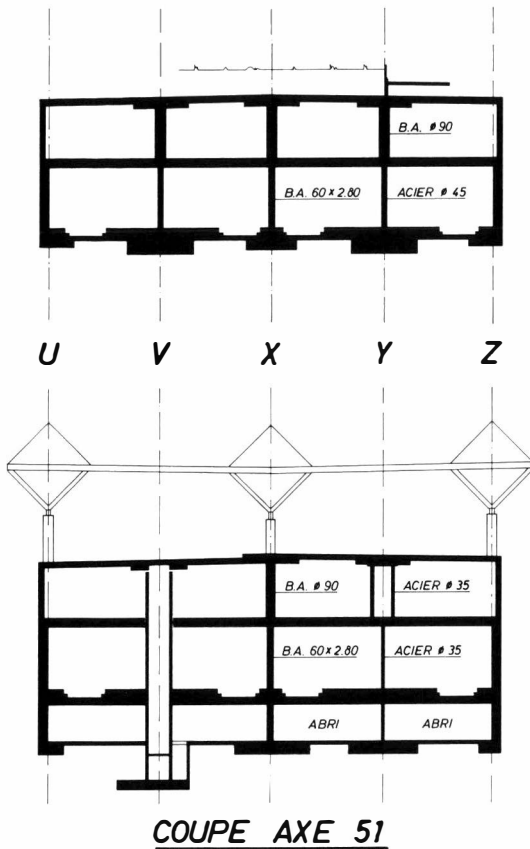 B.A. ø 90
B.A. 60 x 2.80 ACIER ø 45
U V X Y Z
B.A. ø 90 ACIER ø 35
B.A. 60 x 2.80 ACIER ø 35
ABRI ABRI
COUPE AXE 51